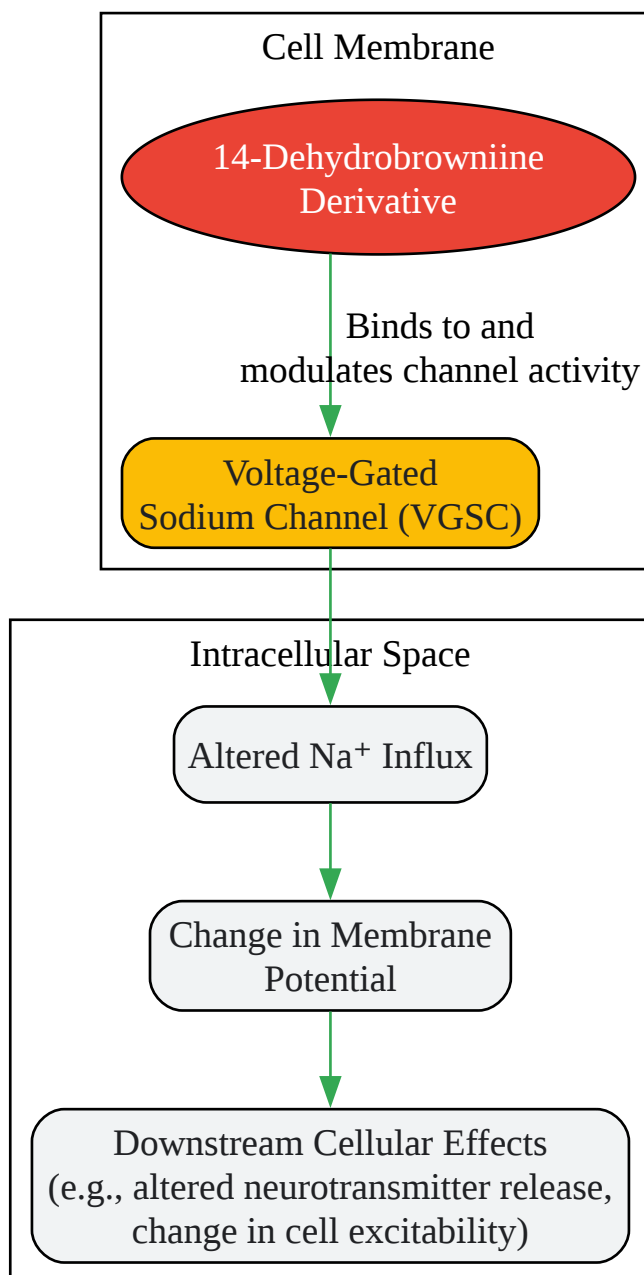 Cell Membrane
14-Dehydrobrowniine
Derivative
Binds to and
modulates channel activity
Voltage-Gated
Sodium Channel (VGSC)
Intracellular Space
Altered Na⁺ Influx
Change in Membrane
Potential
Downstream Cellular Effects
(e.g., altered neurotransmitter release,
change in cell excitability)